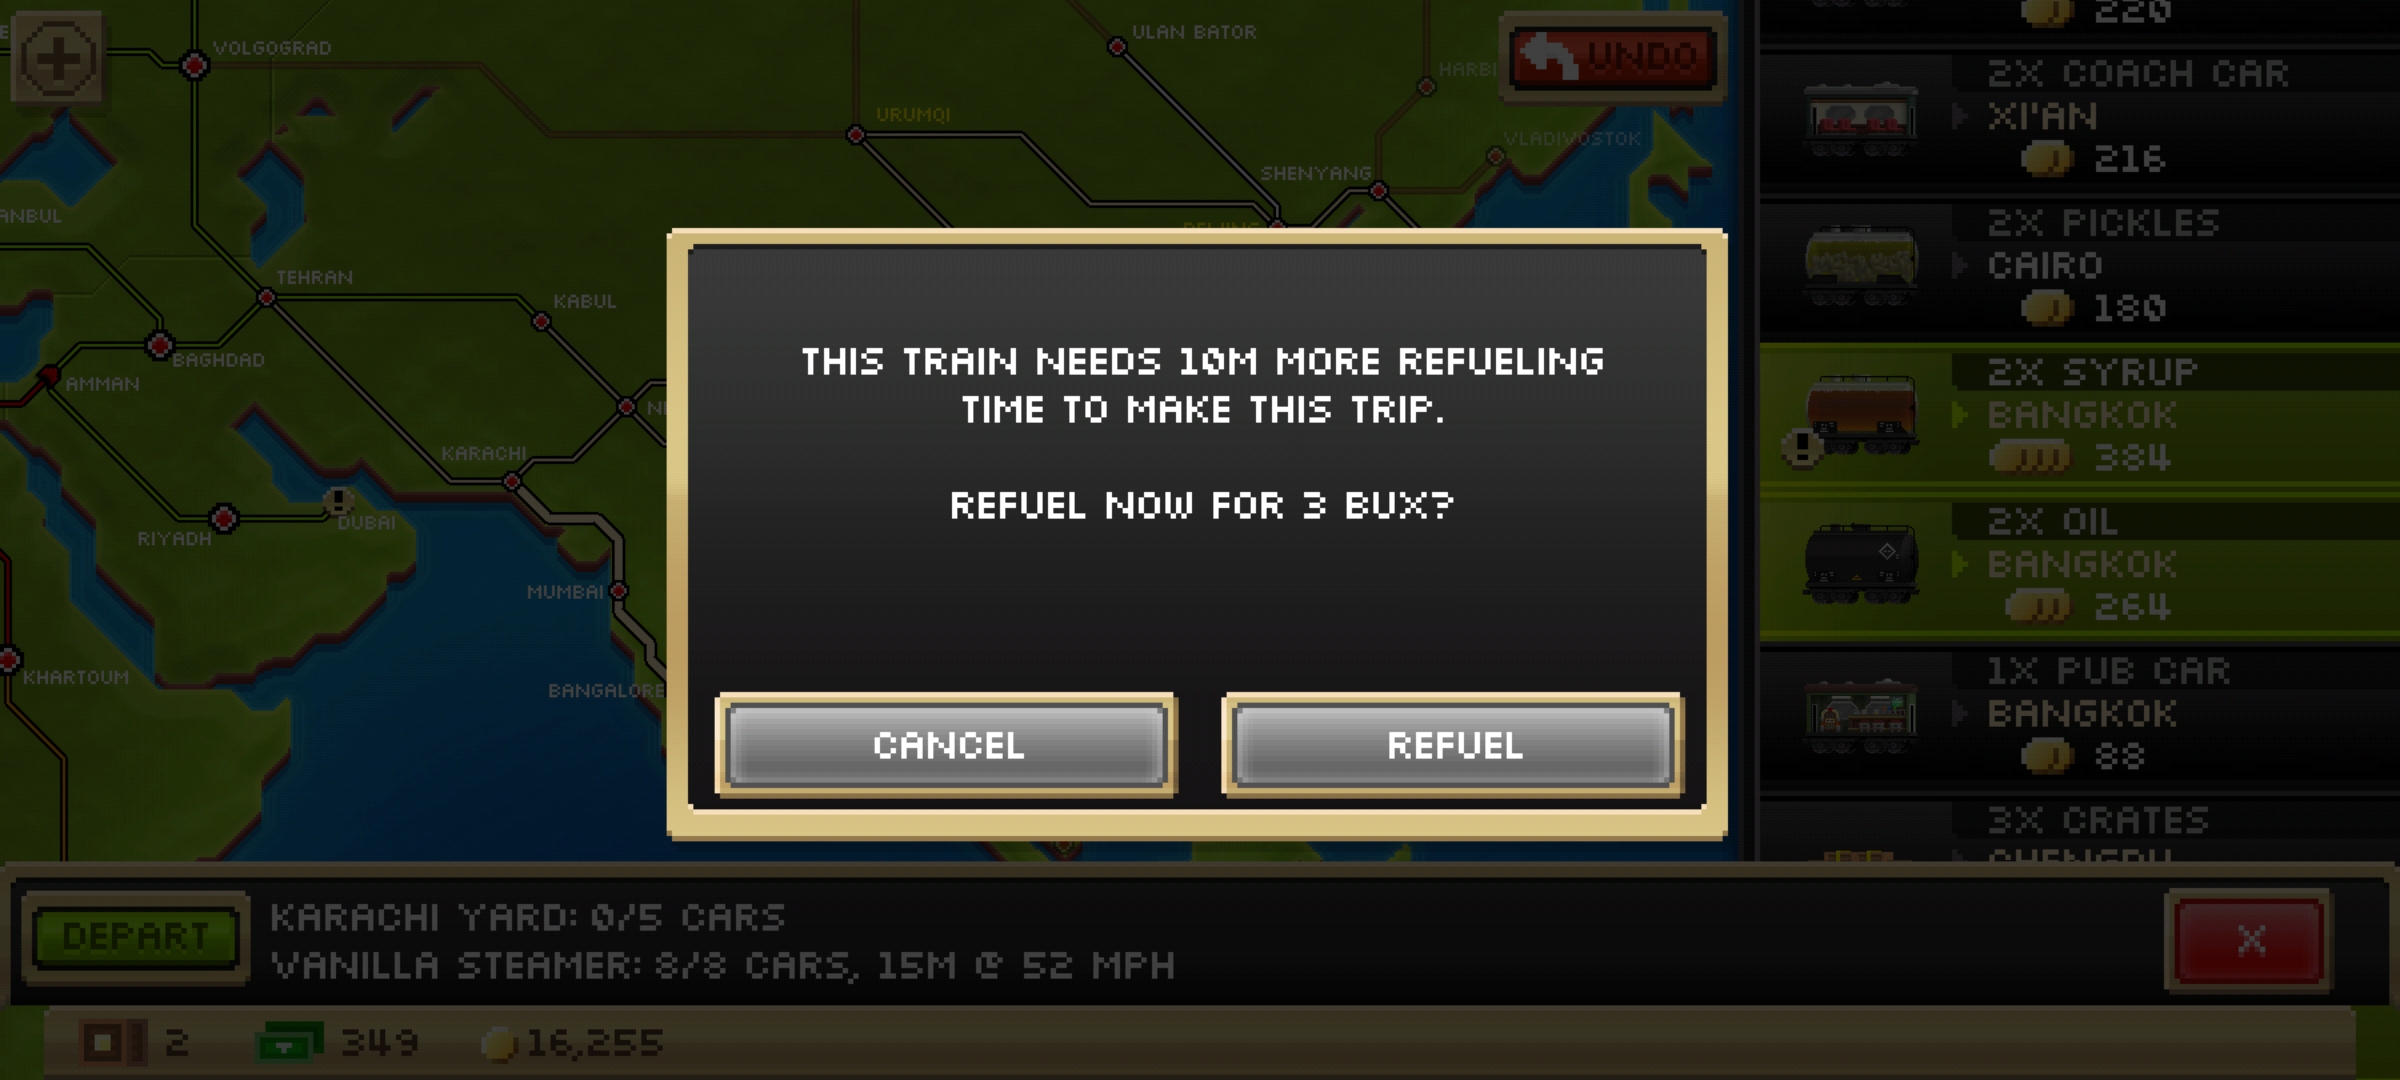 VOLGOGRAD
ULAN BATOR
UNDO
HARBI
URUMQI
VLADIVOSTOK
SHENYANG
BEIJING
ANBUL
TEHRAN
KABUL
BAGHDAD
AMMAN
KARACHI
DUBAI
RIYADH
MUMBAI
KHARTOUM
BANGALORE
THIS TRAIN NEEDS 10M MORE REFUELING
TIME TO MAKE THIS TRIP.
REFUEL NOW FOR 3 BUX?
CANCEL
REFUEL
220
2X COACH CAR
XI'AN
216
2X PICKLES
CAIRO
180
2X SYRUP
BANGKOK
384
2X OIL
BANGKOK
264
1X PUB CAR
BANGKOK
88
3X CRATES
CHENGDU
DEPART
KARACHI YARD: 0/5 CARS
VANILLA STEAMER: 8/8 CARS, 15M @ 52 MPH
X
2
349
16,255